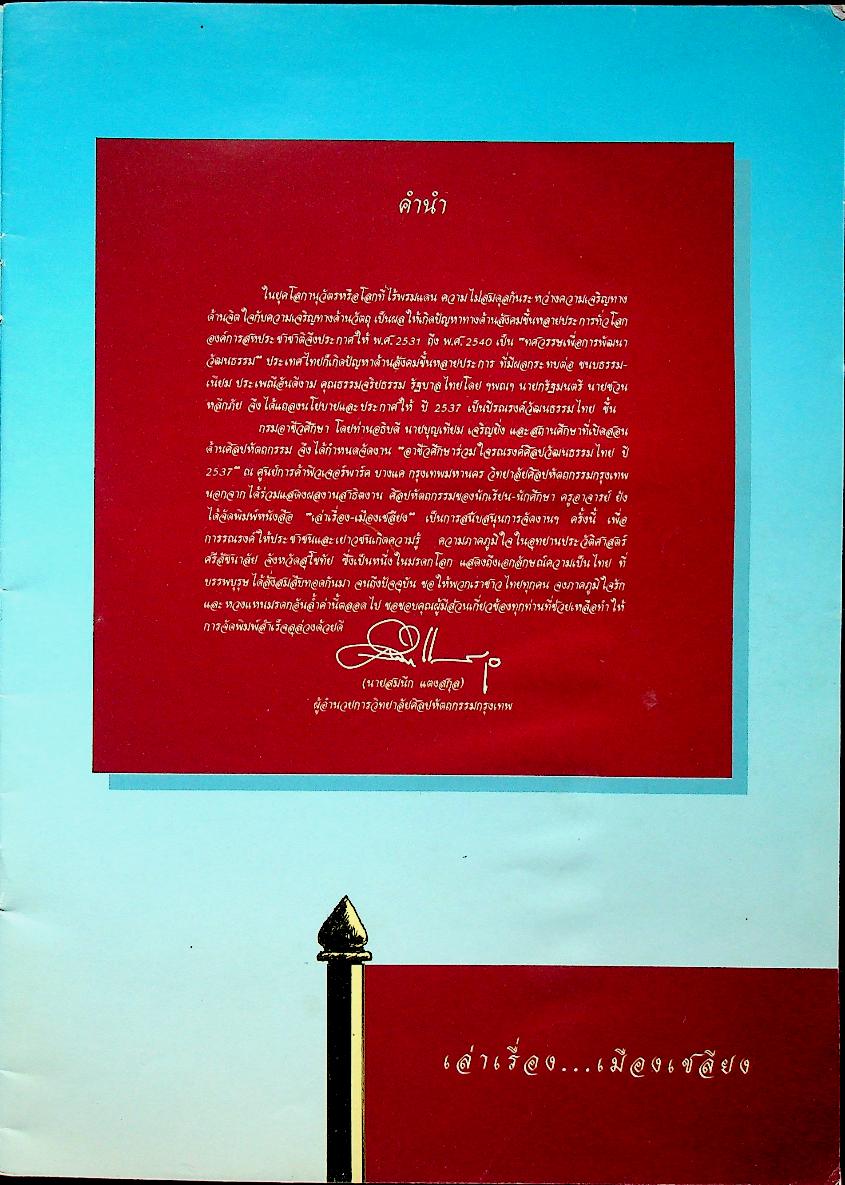 คำนำ
ในยุคโลกานุวัตรหรือโลกที่ไร้พรมแดน ความไม่สมดุลกันระหว่างความเจริญทาง
ด้านจิตใจกับความเจริญทางด้านวัตถุ เป็นผลให้เกิดปัญหาทางด้านสังคมขึ้นหลายประการทั่วโลก
องค์การสหประชาชาติจึงประกาศให้ พ.ศ. 2531 ถึง พ.ศ. 2540 เป็น "ทศวรรษเพื่อการพัฒนา
วัฒนธรรม" ประเทศไทยก็เกิดปัญหาด้านสังคมขึ้นหลายประการ ที่มีผลกระทบต่อ ขนบธรรม-
เนียม ประเพณีอันดีงาม คุณธรรมจริยธรรม รัฐบาลไทยโดย ฯพณฯ นายกรัฐมนตรี นายชวน
หลีกภัย จึงได้แถลงนโยบายและประกาศให้ ปี 2537 เป็นปีรณรงค์วัฒนธรรมไทย ขึ้น
กรมอาชีวศึกษา โดยท่านอธิบดี นายบุญเทียม เจริญยิ่ง และสถานศึกษาที่เปิดสอน
ด้านศิลปหัตถกรรม จึงได้กำหนดจัดงาน "อาชีวศึกษาร่วมใจรณรงค์ศิลปวัฒนธรรมไทย ปี
2537" ณ ศูนย์การค้าฟิวเจอร์พาร์ค บางแค กรุงเทพมหานคร วิทยาลัยศิลปหัตถกรรมกรุงเทพ
นอกจากได้ร่วมแสดงผลงานสาธิตงาน ศิลปหัตถกรรมของนักเรียน-นักศึกษา ครูอาจารย์ ยัง
ได้จัดพิมพ์หนังสือ "เล่าเรื่อง-เมืองเชลียง" เป็นการสนับสนุนการจัดงานฯ ครั้งนี้ เพื่อ
การรณรงค์ให้ประชาชนและเยาวชนเกิดความรู้ ความภาคภูมิใจในอุทยานประวัติศาสตร์
ศรีสัชนาลัย จังหวัดสุโขทัย ซึ่งเป็นหนึ่งในมรดกโลก แสดงถึงเอกลักษณ์ความเป็นไทย ที่
บรรพบุรุษได้สั่งสมสืบทอดกันมา จนถึงปัจจุบัน ขอให้พวกเราชาวไทยทุกคน จงภาคภูมิใจรัก
และหวงแหนมรดกอันล้ำค่านี้ตลอดไป ขอขอบคุณผู้มีส่วนเกี่ยวข้องทุกท่านที่ช่วยเหลือทำให้
การจัดพิมพ์สำเร็จลุล่วงด้วยดี
(นายสมนึก แตงสกุล)
ผู้อำนวยการวิทยาลัยศิลปหัตถกรรมกรุงเทพ
เล่าเรื่อง...เมืองเชลียง